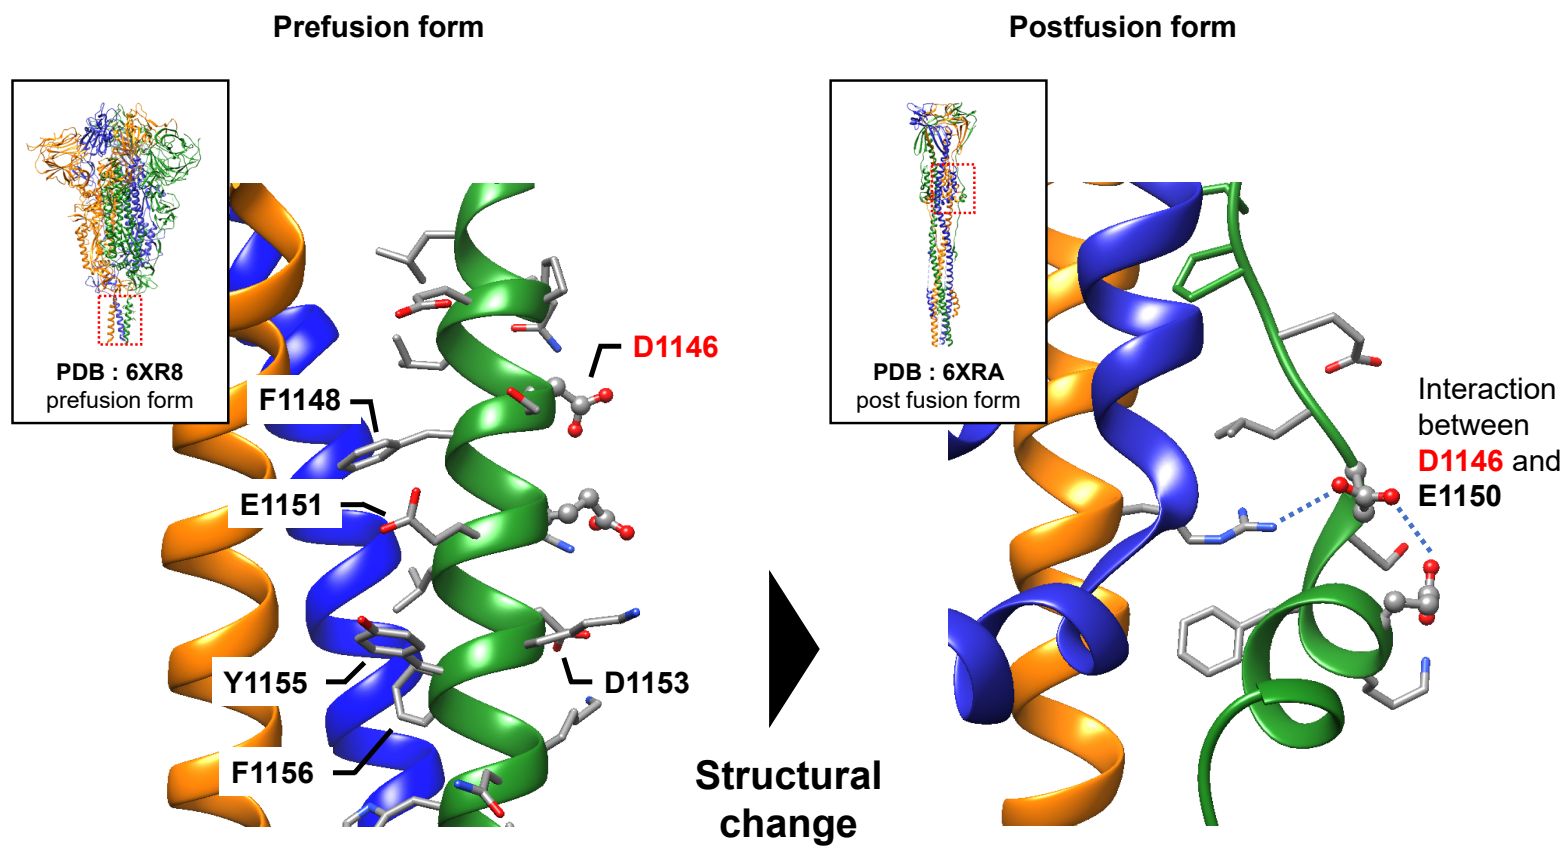 Prefusion form
Postfusion form
PDB : 6XR8
prefusion form
PDB : 6XRA
post fusion form
D1146
F1148
E1151
Y1155
D1153
F1156
Interaction
between
D1146 and
E1150
Structural
change